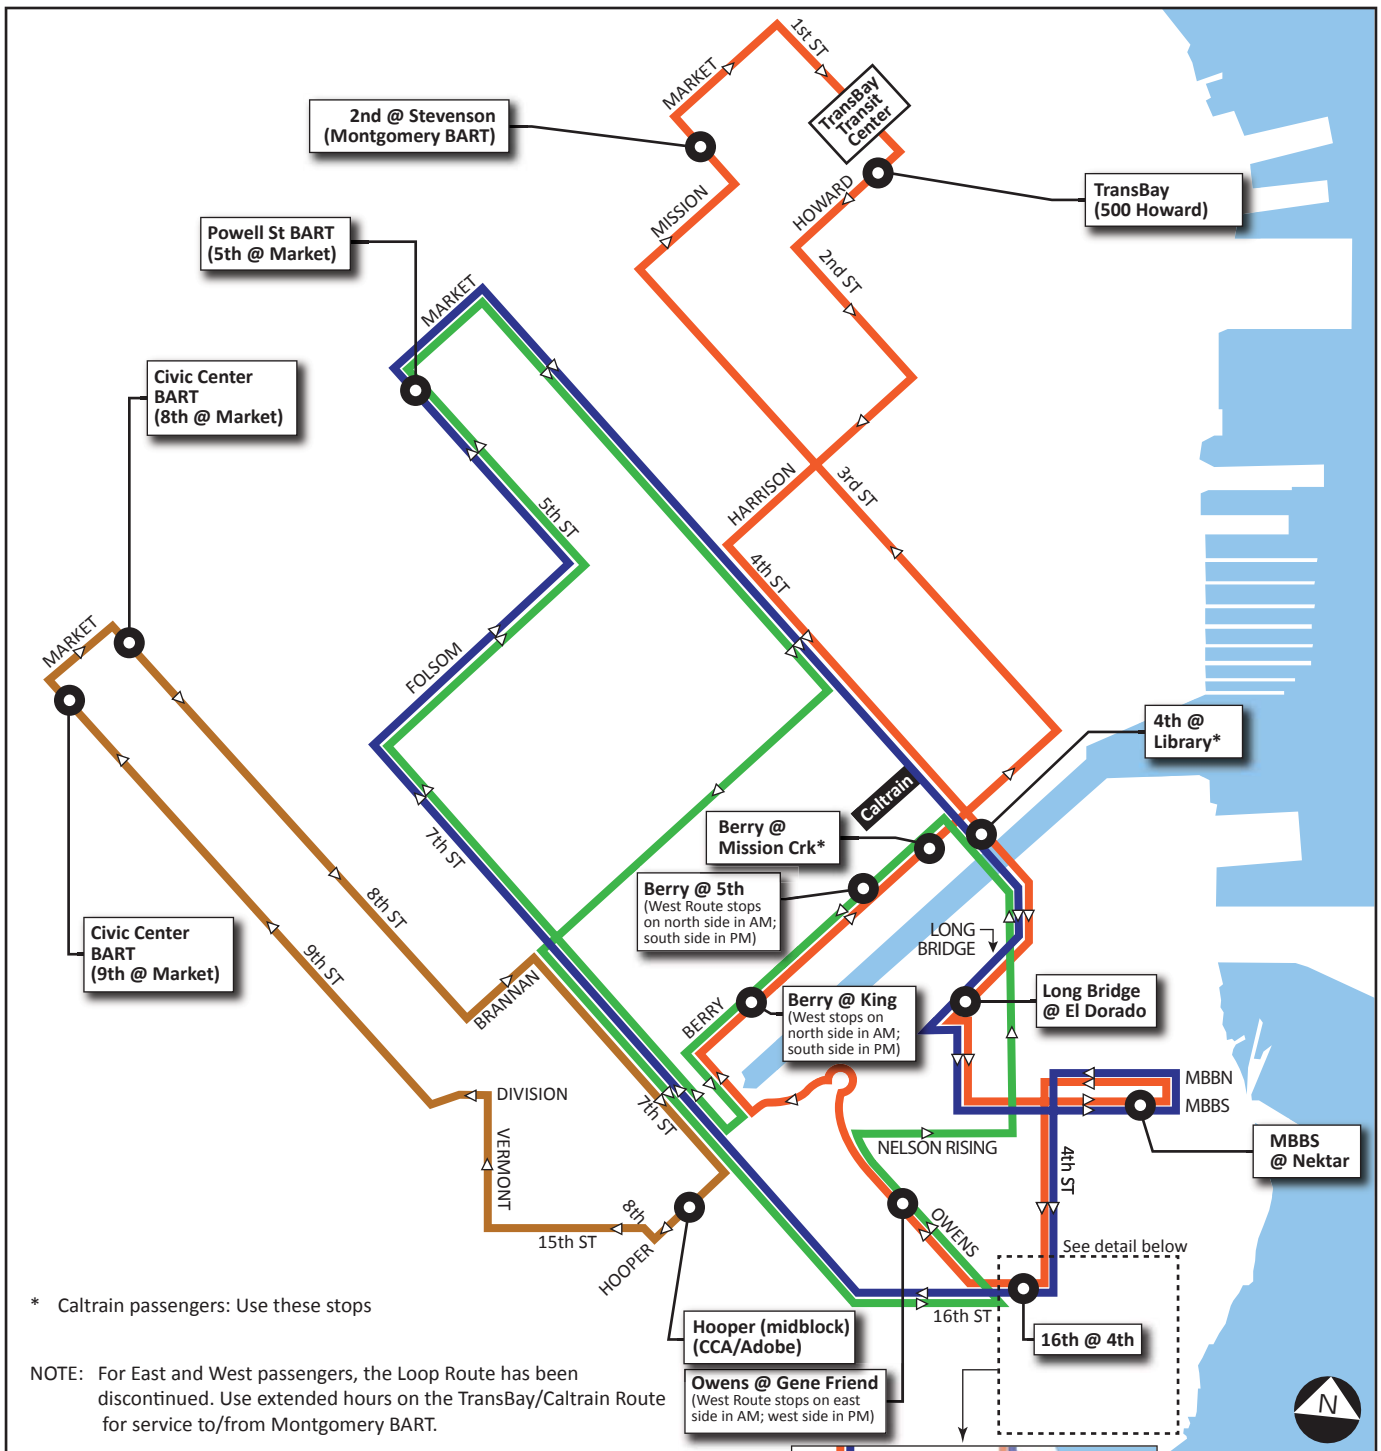 1st ST
MARKET
TransBay
Transit
Center
2nd @ Stevenson
(Montgomery BART)
MISSION
HOWARD
TransBay
(500 Howard)
Powell St BART
(5th @ Market)
2nd ST
MARKET
Civic Center
BART
(8th @ Market)
HARRISON
3rd ST
5th ST
4th ST
MARKET
FOLSOM
4th @
Library*
Caltrain
Berry @
Mission Crk*
7th ST
Berry @ 5th
(West Route stops
on north side in AM;
south side in PM)
8th ST
Civic Center
BART
(9th @ Market)
9th ST
LONG
BRIDGE
BRANNAN
BERRY
Berry @ King
(West stops on
north side in AM;
south side in PM)
Long Bridge
@ El Dorado
DIVISION
7th ST
MBBN
MBBS
NELSON RISING
4th ST
MBBS
@ Nektar
VERMONT
8th
15th ST
HOOPER
OWENS
See detail below
16th ST
* Caltrain passengers: Use these stops
Hooper (midblock)
(CCA/Adobe)
16th @ 4th
Owens @ Gene Friend
(West Route stops on east
side in AM; west side in PM)
NOTE: For East and West passengers, the Loop Route has been
discontinued. Use extended hours on the TransBay/Caltrain Route
for service to/from Montgomery BART.
N